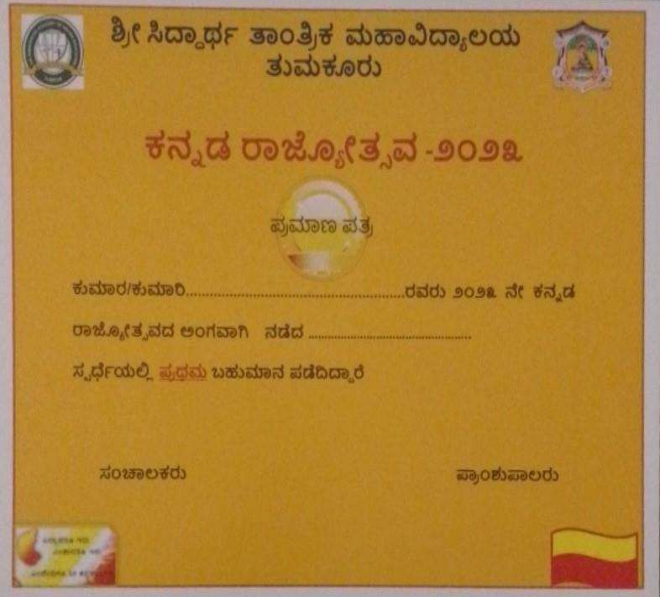 ಶ್ರೀ ಸಿದ್ಧಾರ್ಥ ತಾಂತ್ರಿಕ ಮಹಾವಿದ್ಯಾಲಯ
ತುಮಕೂರು
ಕನ್ನಡ ರಾಜ್ಯೋತ್ಸವ -೨೦೨೩
ಪ್ರಮಾಣ ಪತ್ರ
ಕುಮಾರ/ಕುಮಾರಿ..................................................ರವರು ೨೦೨೩ ನೇ ಕನ್ನಡ
ರಾಜ್ಯೋತ್ಸವದ ಅಂಗವಾಗಿ ನಡೆದ ......................................
ಸ್ಪರ್ಧೆಯಲ್ಲಿ ಪ್ರಥಮ ಬಹುಮಾನ ಪಡೆದಿದ್ದಾರೆ
ಸಂಚಾಲಕರು ಪ್ರಾಂಶುಪಾಲರು